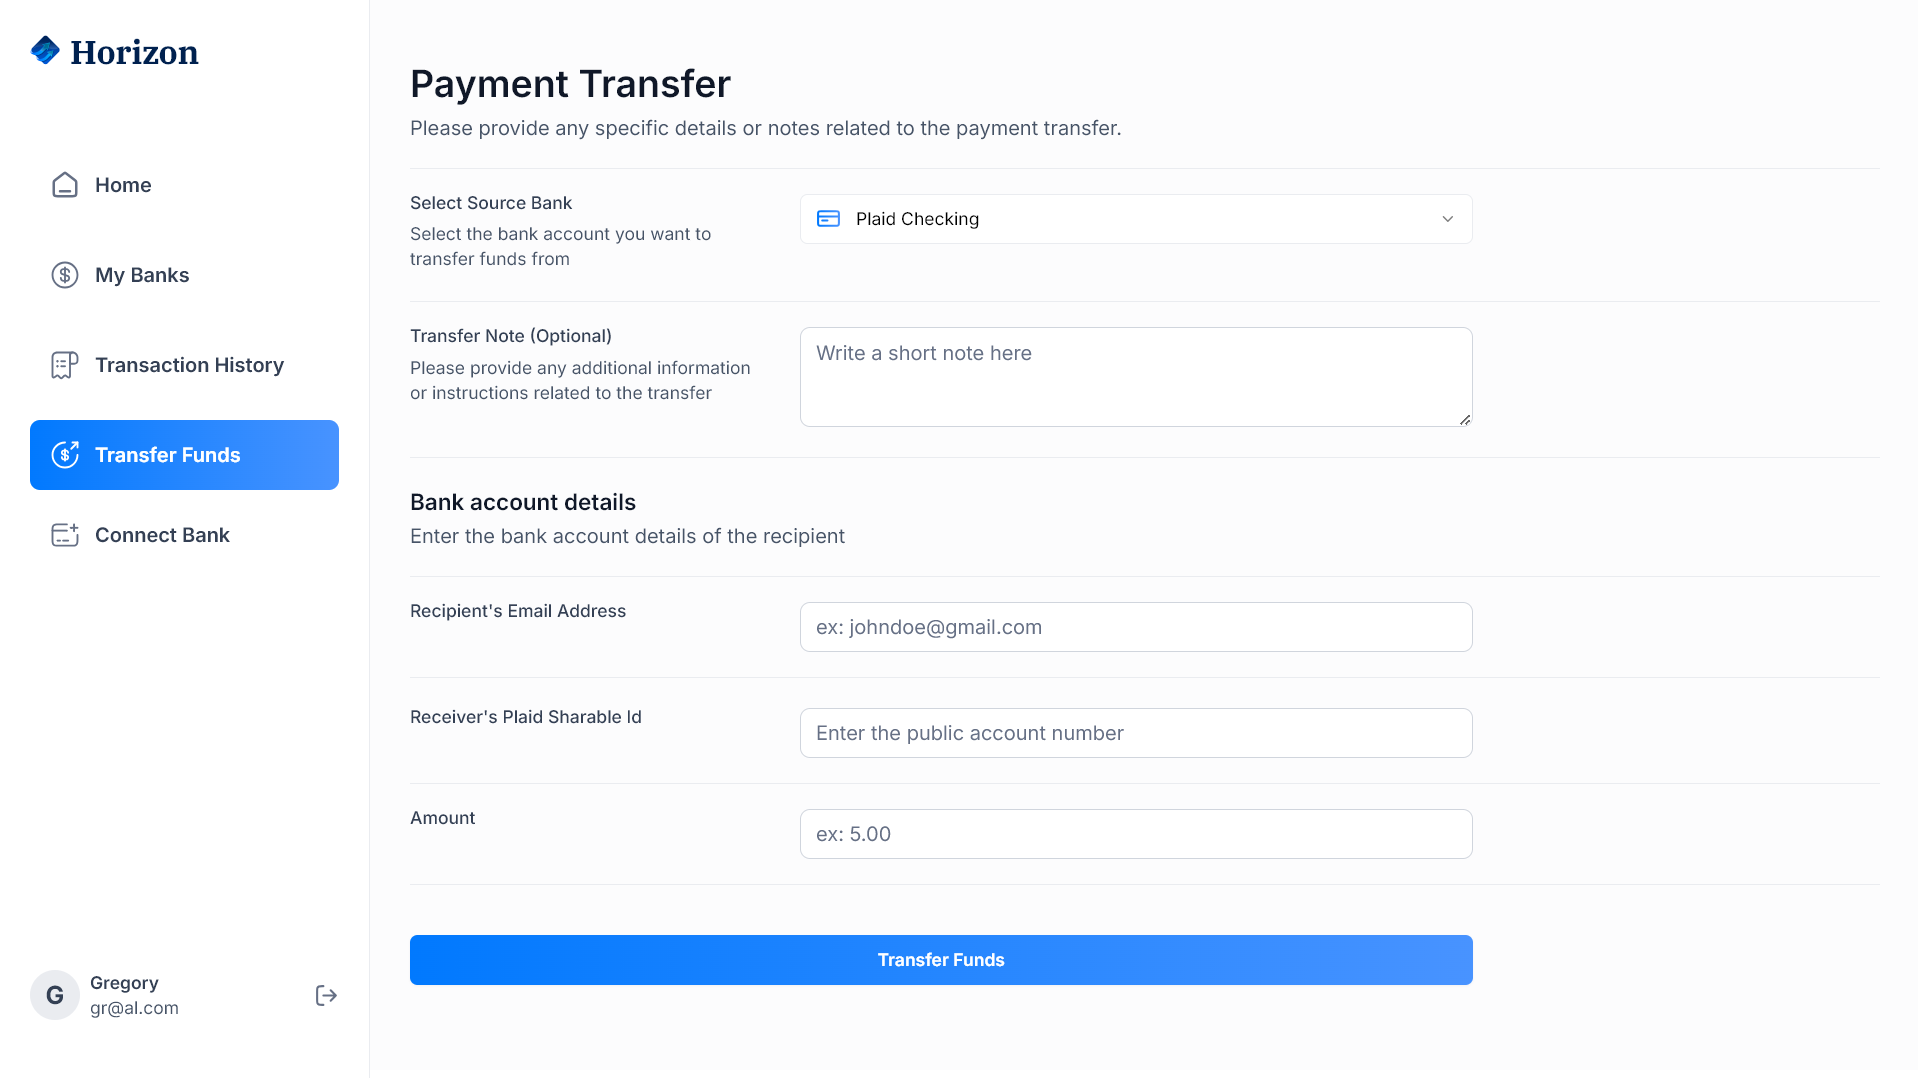 Horizon
Home
My Banks
Transaction History
Transfer Funds
Connect Bank
G
Gregory
gr@al.com
Payment Transfer
Please provide any specific details or notes related to the payment transfer.
Select Source Bank
Select the bank account you want to
transfer funds from
Plaid Checking
Transfer Note (Optional)
Please provide any additional information
or instructions related to the transfer
Write a short note here
Bank account details
Enter the bank account details of the recipient
Recipient's Email Address
ex: johndoe@gmail.com
Receiver's Plaid Sharable Id
Enter the public account number
Amount
ex: 5.00
Transfer Funds